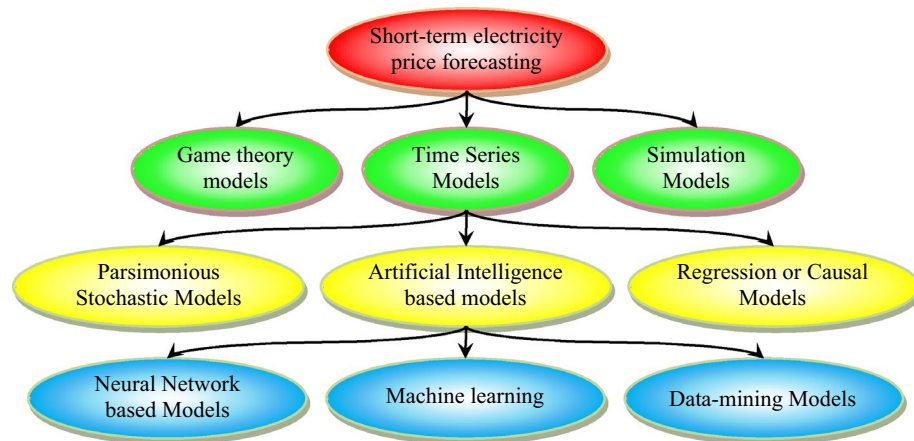 Short-term electricity
price forecasting
Game theory
models
Time Series
Models
Simulation
Models
Parsimonious
Stochastic Models
Artificial Intelligence
based models
Regression or Causal
Models
Neural Network
based Models
Machine learning
Data-mining Models